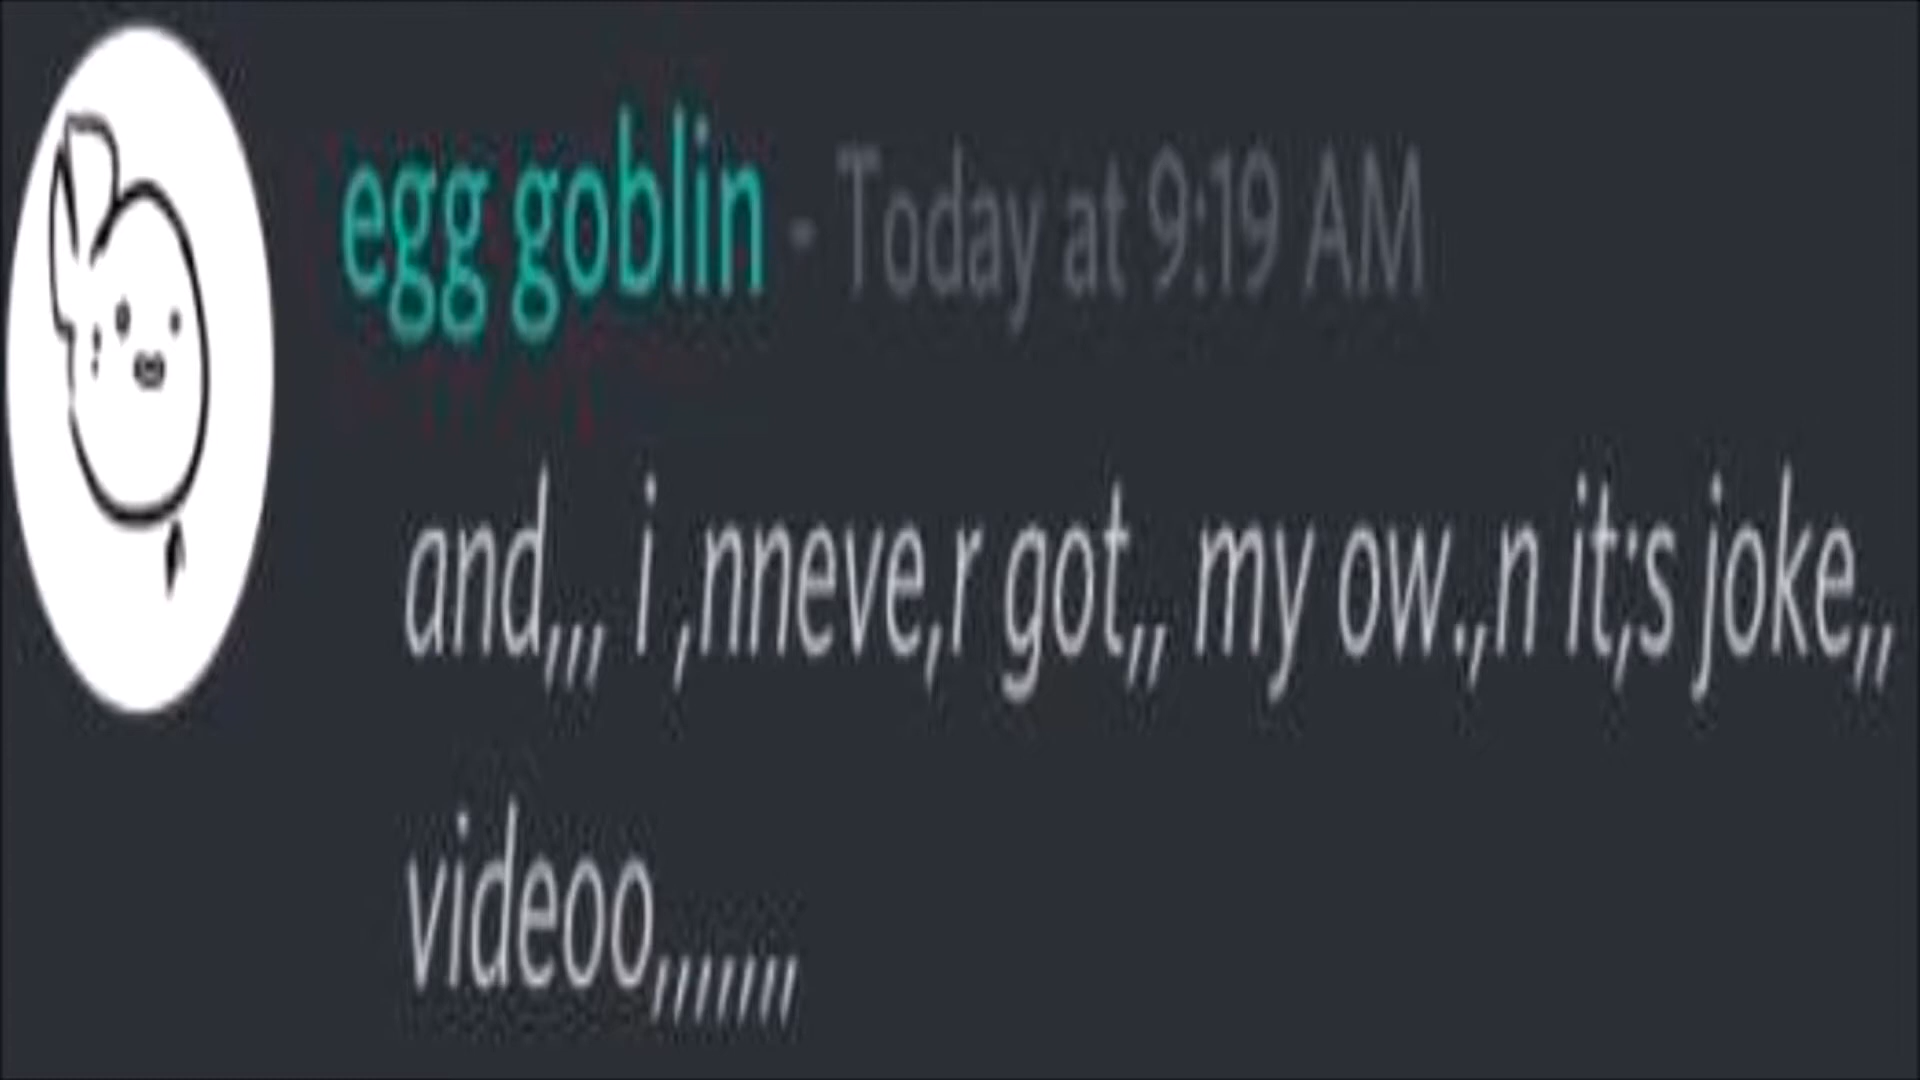 egg goblin - Today at 9:19 AM
and,,, i ,nneve,r got,, my ow.,n it;s joke,,
videoo,,,,,,,